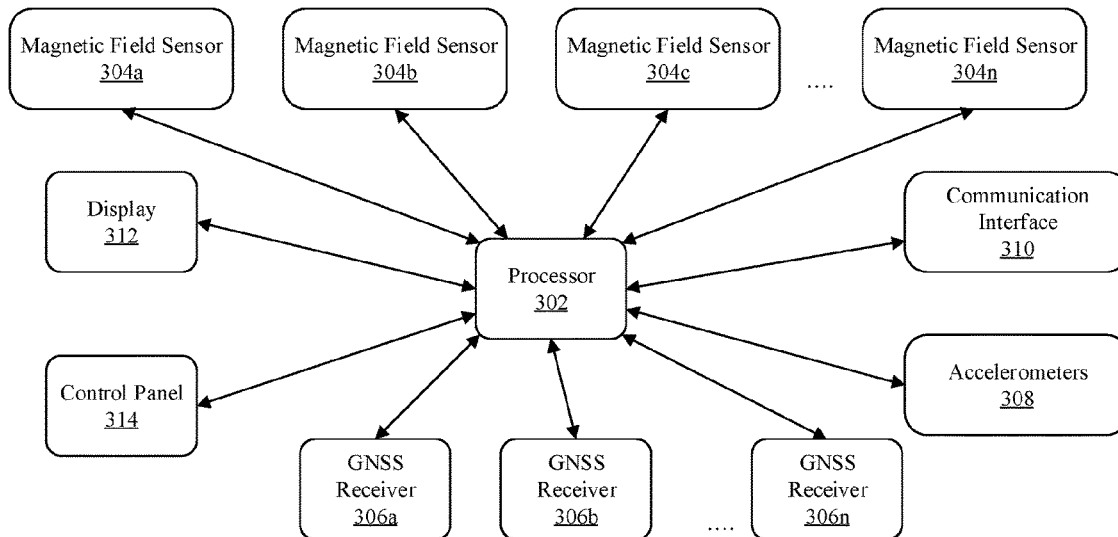 Magnetic Field Sensor
304a
Magnetic Field Sensor
304b
Magnetic Field Sensor
304c
....
Magnetic Field Sensor
304n
Display
312
Communication
Interface
310
Processor
302
Control Panel
314
Accelerometers
308
GNSS
Receiver
306a
GNSS
Receiver
306b
....
GNSS
Receiver
306n